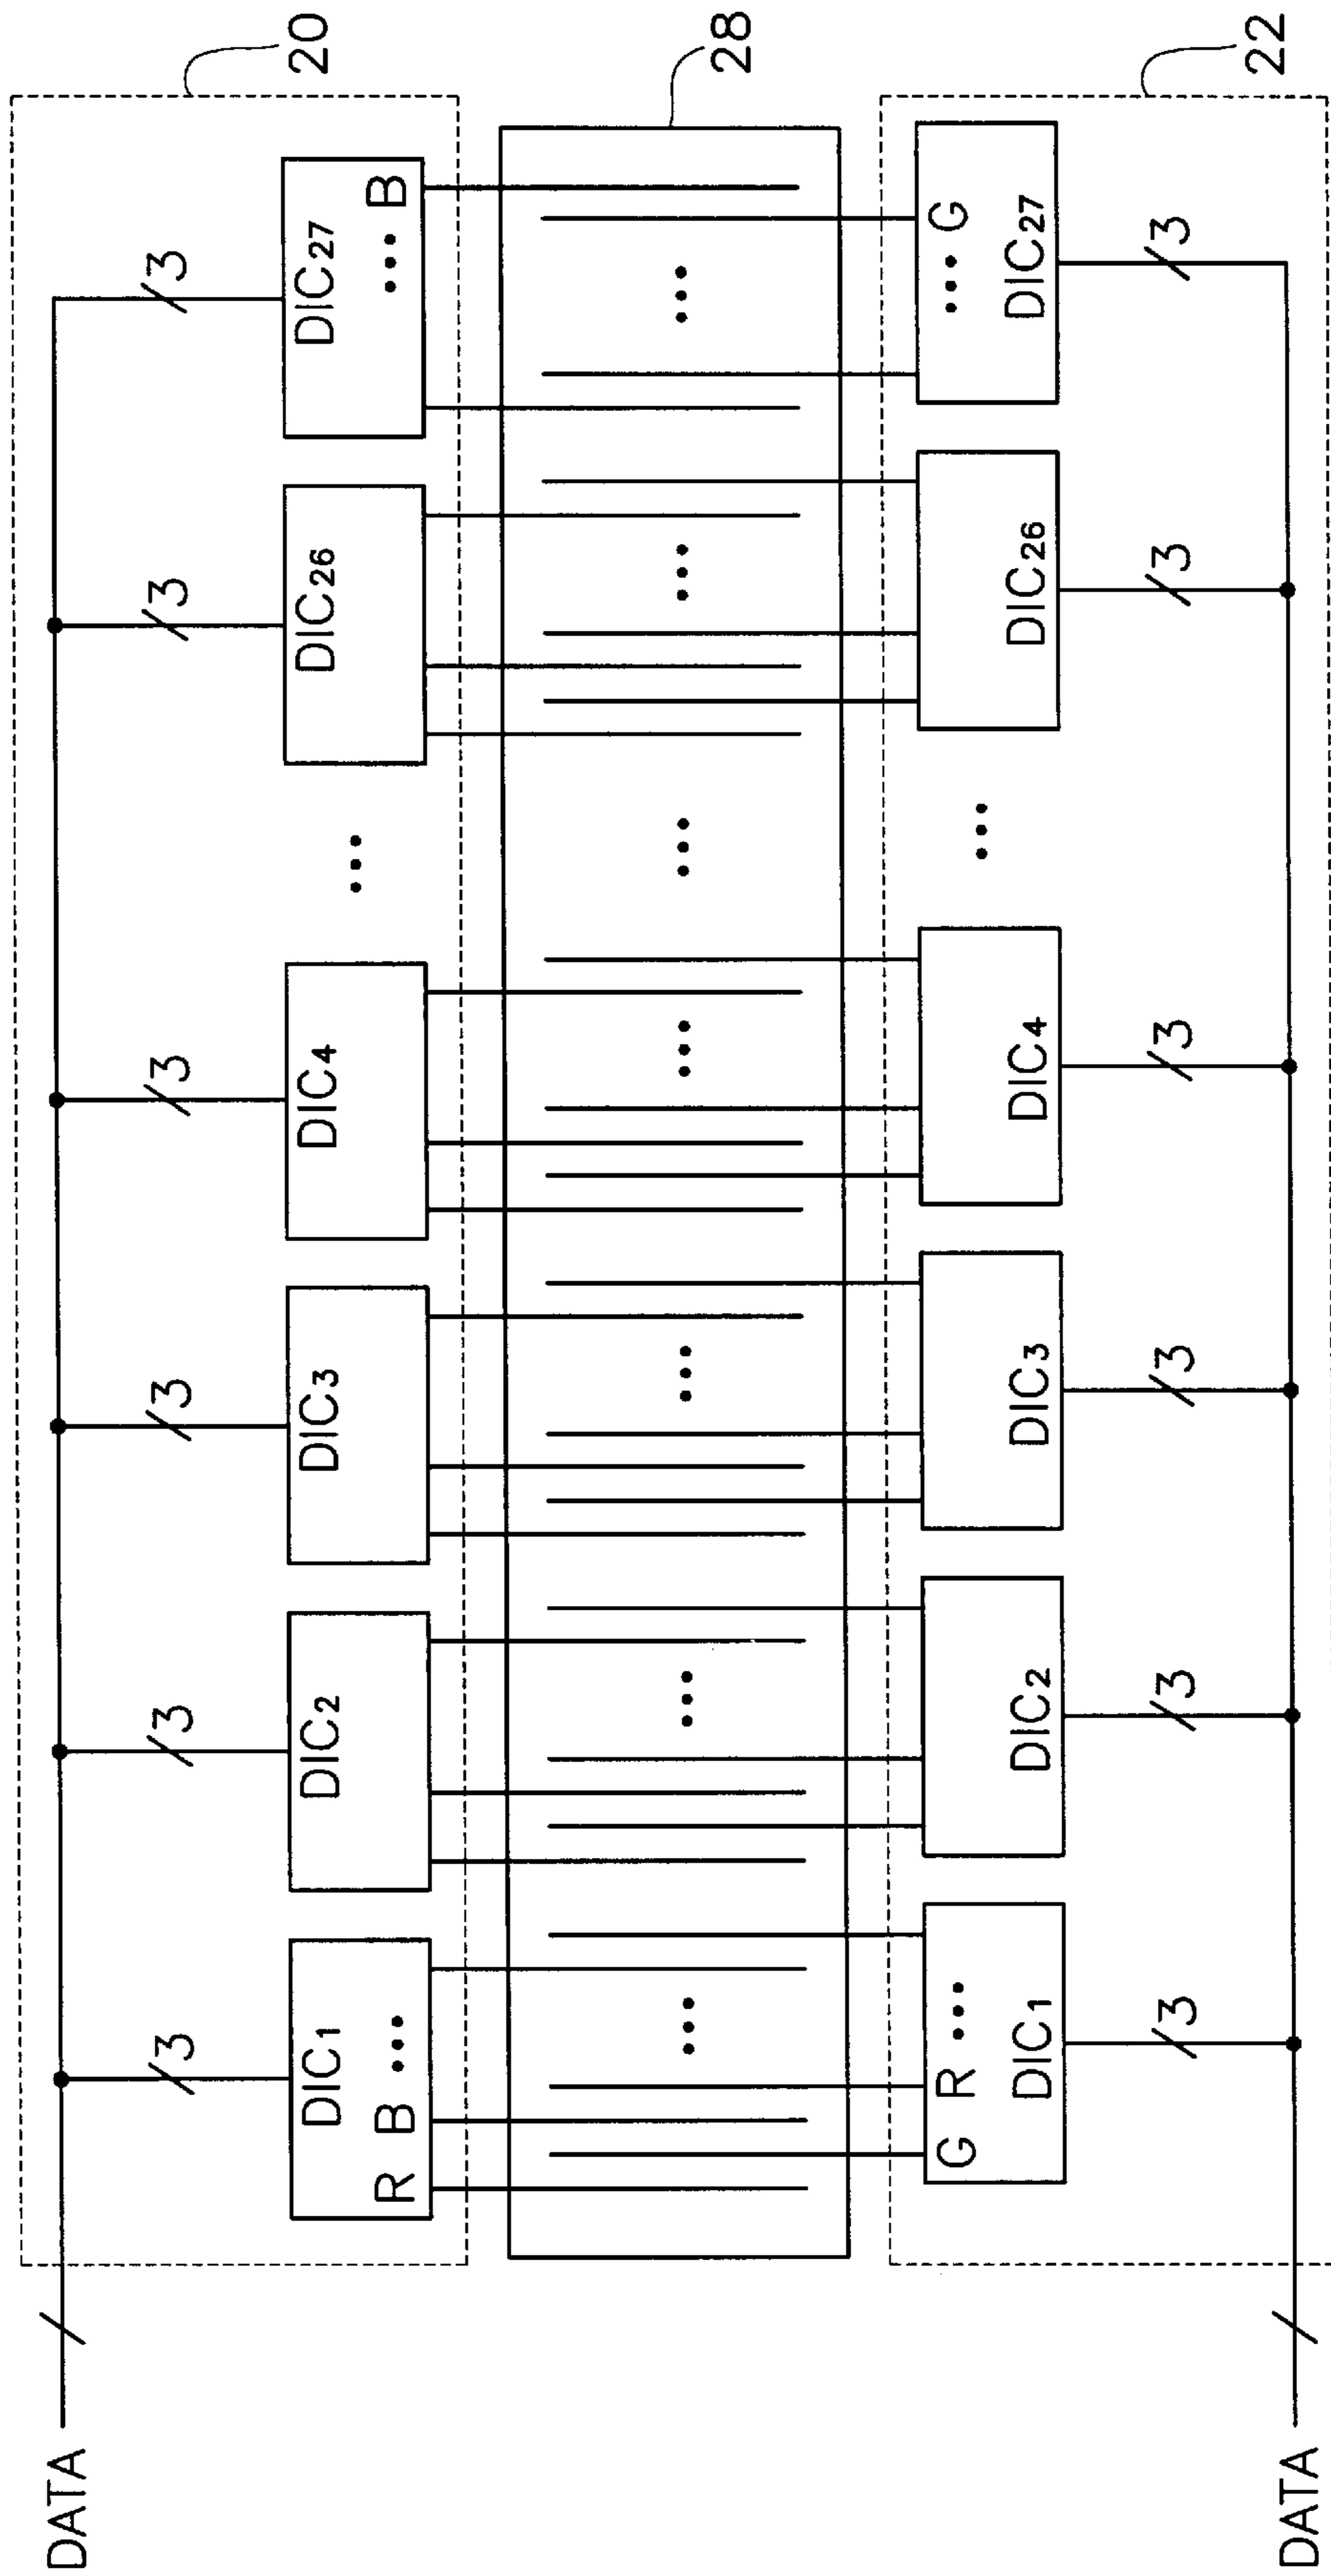 20
3 3 3 3 3 3
DIC1 DIC2 DIC3 DIC4 ... DIC26 DIC27
R B ... ... B
DATA
28
... ... ... ... ... ... ...
22
G R ... ... G
DIC1 DIC2 DIC3 DIC4 ... DIC26 DIC27
3 3 3 3 3 3
DATA